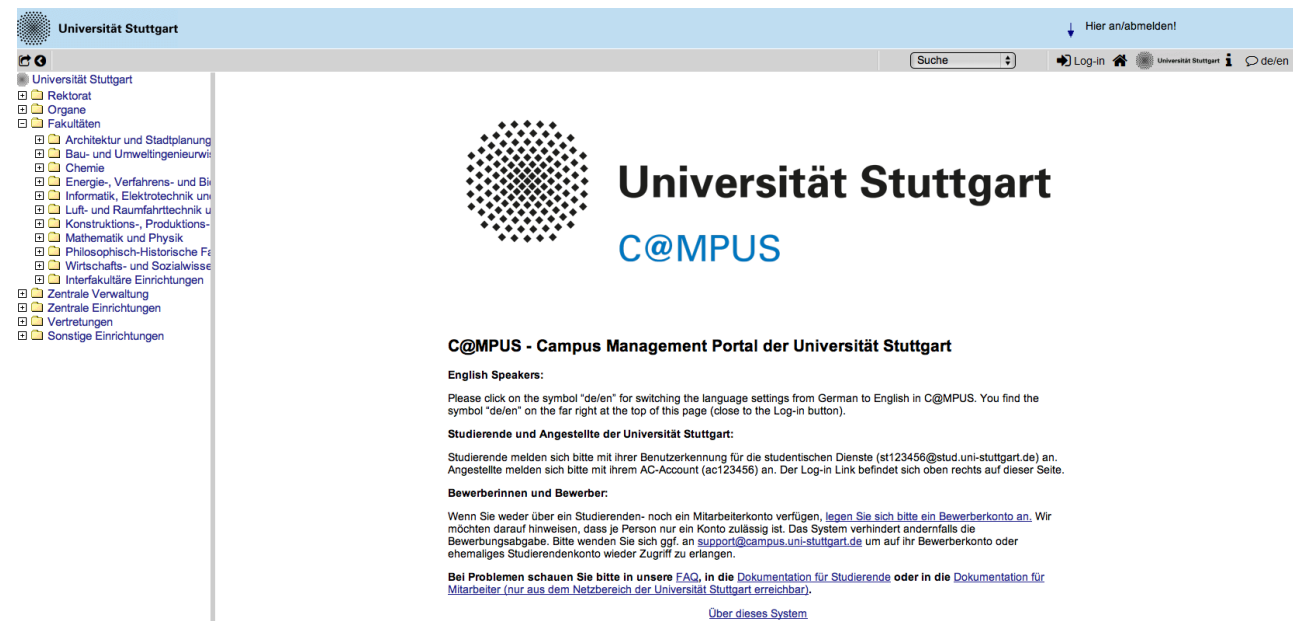 Universität Stuttgart
Hier an/abmelden!
Suche
Log-in
Universität Stuttgart
de/en
Universität Stuttgart
Rektorat
Organe
Fakultäten
Architektur und Stadtplanung
Bau- und Umweltingenieurwi
Chemie
Energie-, Verfahrens- und Bi
Informatik, Elektrotechnik un
Luft- und Raumfahrttechnik u
Konstruktions-, Produktions-
Mathematik und Physik
Philosophisch-Historische Fa
Wirtschafts- und Sozialwisse
Interfakultäre Einrichtungen
Zentrale Verwaltung
Zentrale Einrichtungen
Vertretungen
Sonstige Einrichtungen
Universität Stuttgart
C@MPUS
C@MPUS - Campus Management Portal der Universität Stuttgart
English Speakers:
Please click on the symbol "de/en" for switching the language settings from German to English in C@MPUS. You find the
symbol "de/en" on the far right at the top of this page (close to the Log-in button).
Studierende und Angestellte der Universität Stuttgart:
Studierende melden sich bitte mit ihrer Benutzerkennung für die studentischen Dienste (st123456@stud.uni-stuttgart.de) an.
Angestellte melden sich bitte mit ihrem AC-Account (ac123456) an. Der Log-in Link befindet sich oben rechts auf dieser Seite.
Bewerberinnen und Bewerber:
Wenn Sie weder über ein Studierenden- noch ein Mitarbeiterkonto verfügen, legen Sie sich bitte ein Bewerberkonto an. Wir
möchten darauf hinweisen, dass je Person nur ein Konto zulässig ist. Das System verhindert andernfalls die
Bewerbungsabgabe. Bitte wenden Sie sich ggf. an support@campus.uni-stuttgart.de um auf ihr Bewerberkonto oder
ehemaliges Studierendenkonto wieder Zugriff zu erlangen.
Bei Problemen schauen Sie bitte in unsere FAQ, in die Dokumentation für Studierende oder in die Dokumentation für
Mitarbeiter (nur aus dem Netzbereich der Universität Stuttgart erreichbar).
Über dieses System